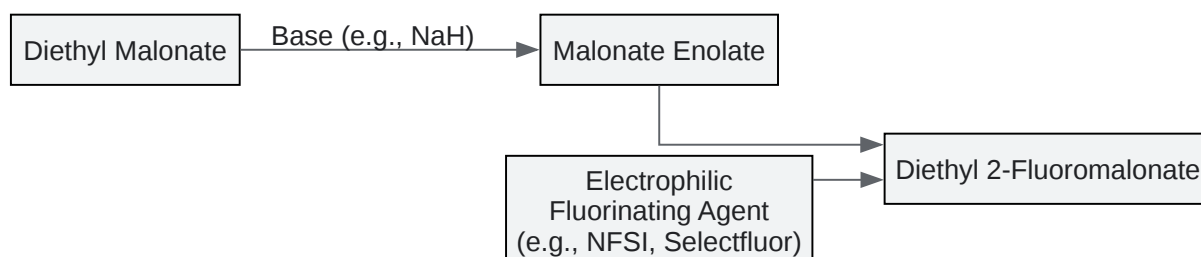 Diethyl Malonate
Base (e.g., NaH)
Malonate Enolate
Diethyl 2-Fluoromalonate
Electrophilic
Fluorinating Agent
(e.g., NFSI, Selectfluor)